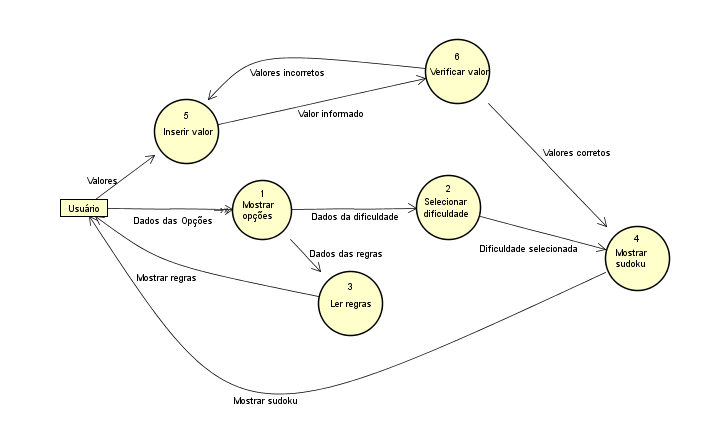 6
Verificar valor
Valores incorretos
Valor informado
5
Inserir valor
Valores corretos
Valores
1
Mostrar
opções
2
Selecionar
dificuldade
Usuário
Dados das Opções
Dados da dificuldade
4
Mostrar
sudoku
Dificuldade selecionada
Dados das regras
Mostrar regras
3
Ler regras
Mostrar sudoku